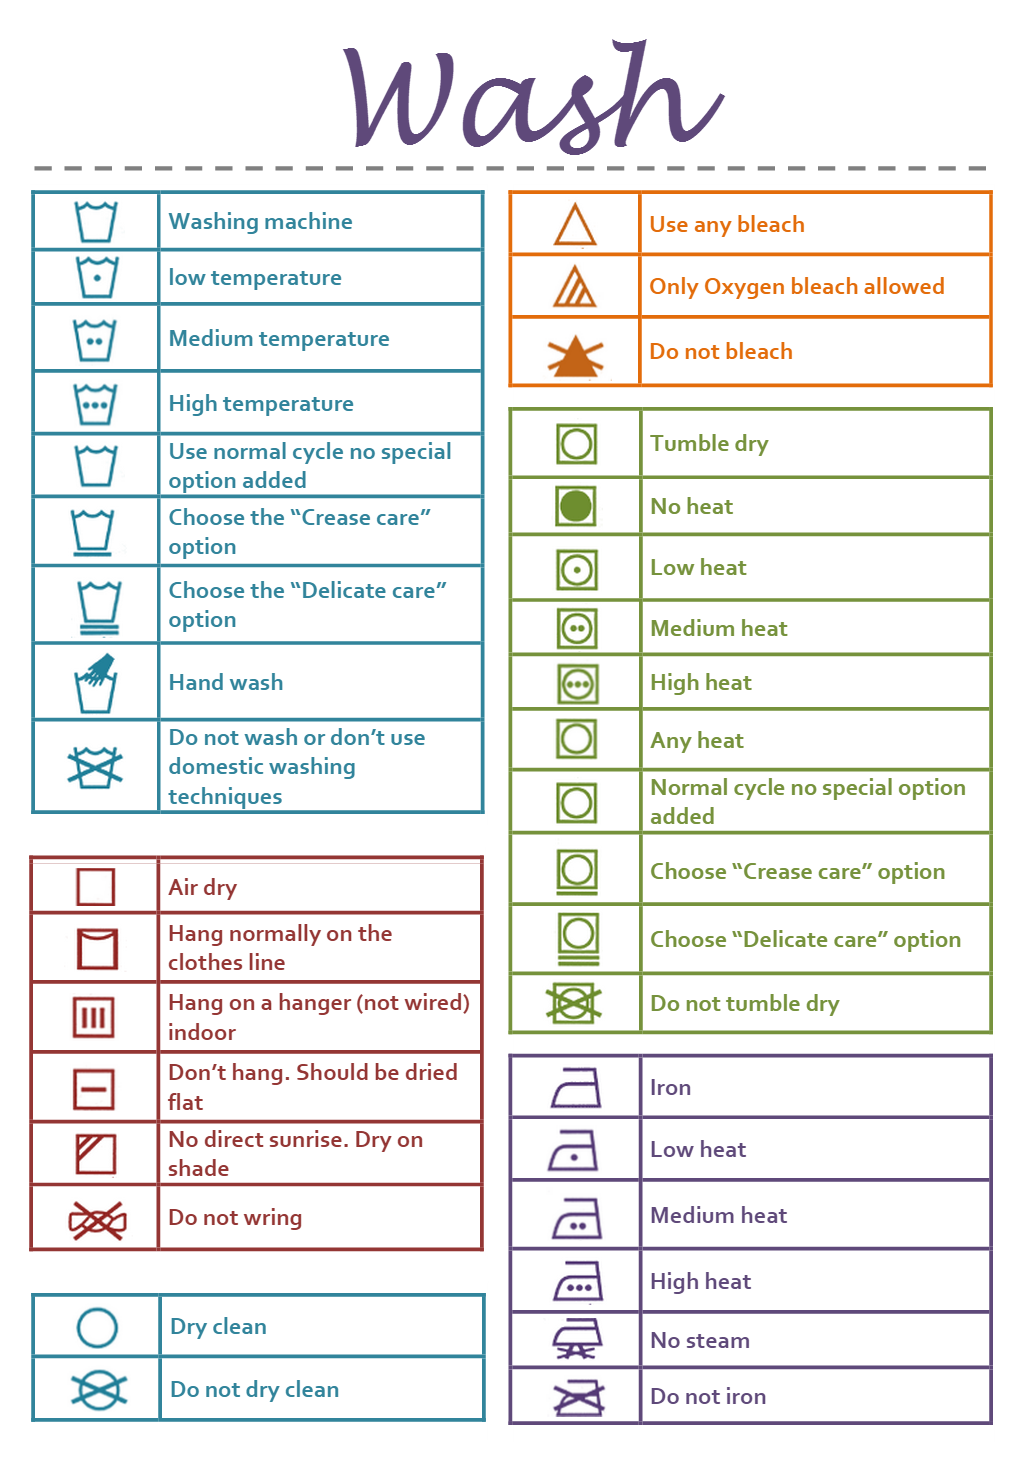 Wash
Washing machine
low temperature
Medium temperature
High temperature
Use normal cycle no special
option added
Choose the “Crease care”
option
Choose the “Delicate care”
option
Hand wash
Do not wash or don’t use
domestic washing
techniques
Air dry
Hang normally on the
clothes line
Hang on a hanger (not wired)
indoor
Don’t hang. Should be dried
flat
No direct sunrise. Dry on
shade
Do not wring
Dry clean
Do not dry clean
Use any bleach
Only Oxygen bleach allowed
Do not bleach
Tumble dry
No heat
Low heat
Medium heat
High heat
Any heat
Normal cycle no special option
added
Choose “Crease care” option
Choose “Delicate care” option
Do not tumble dry
Iron
Low heat
Medium heat
High heat
No steam
Do not iron